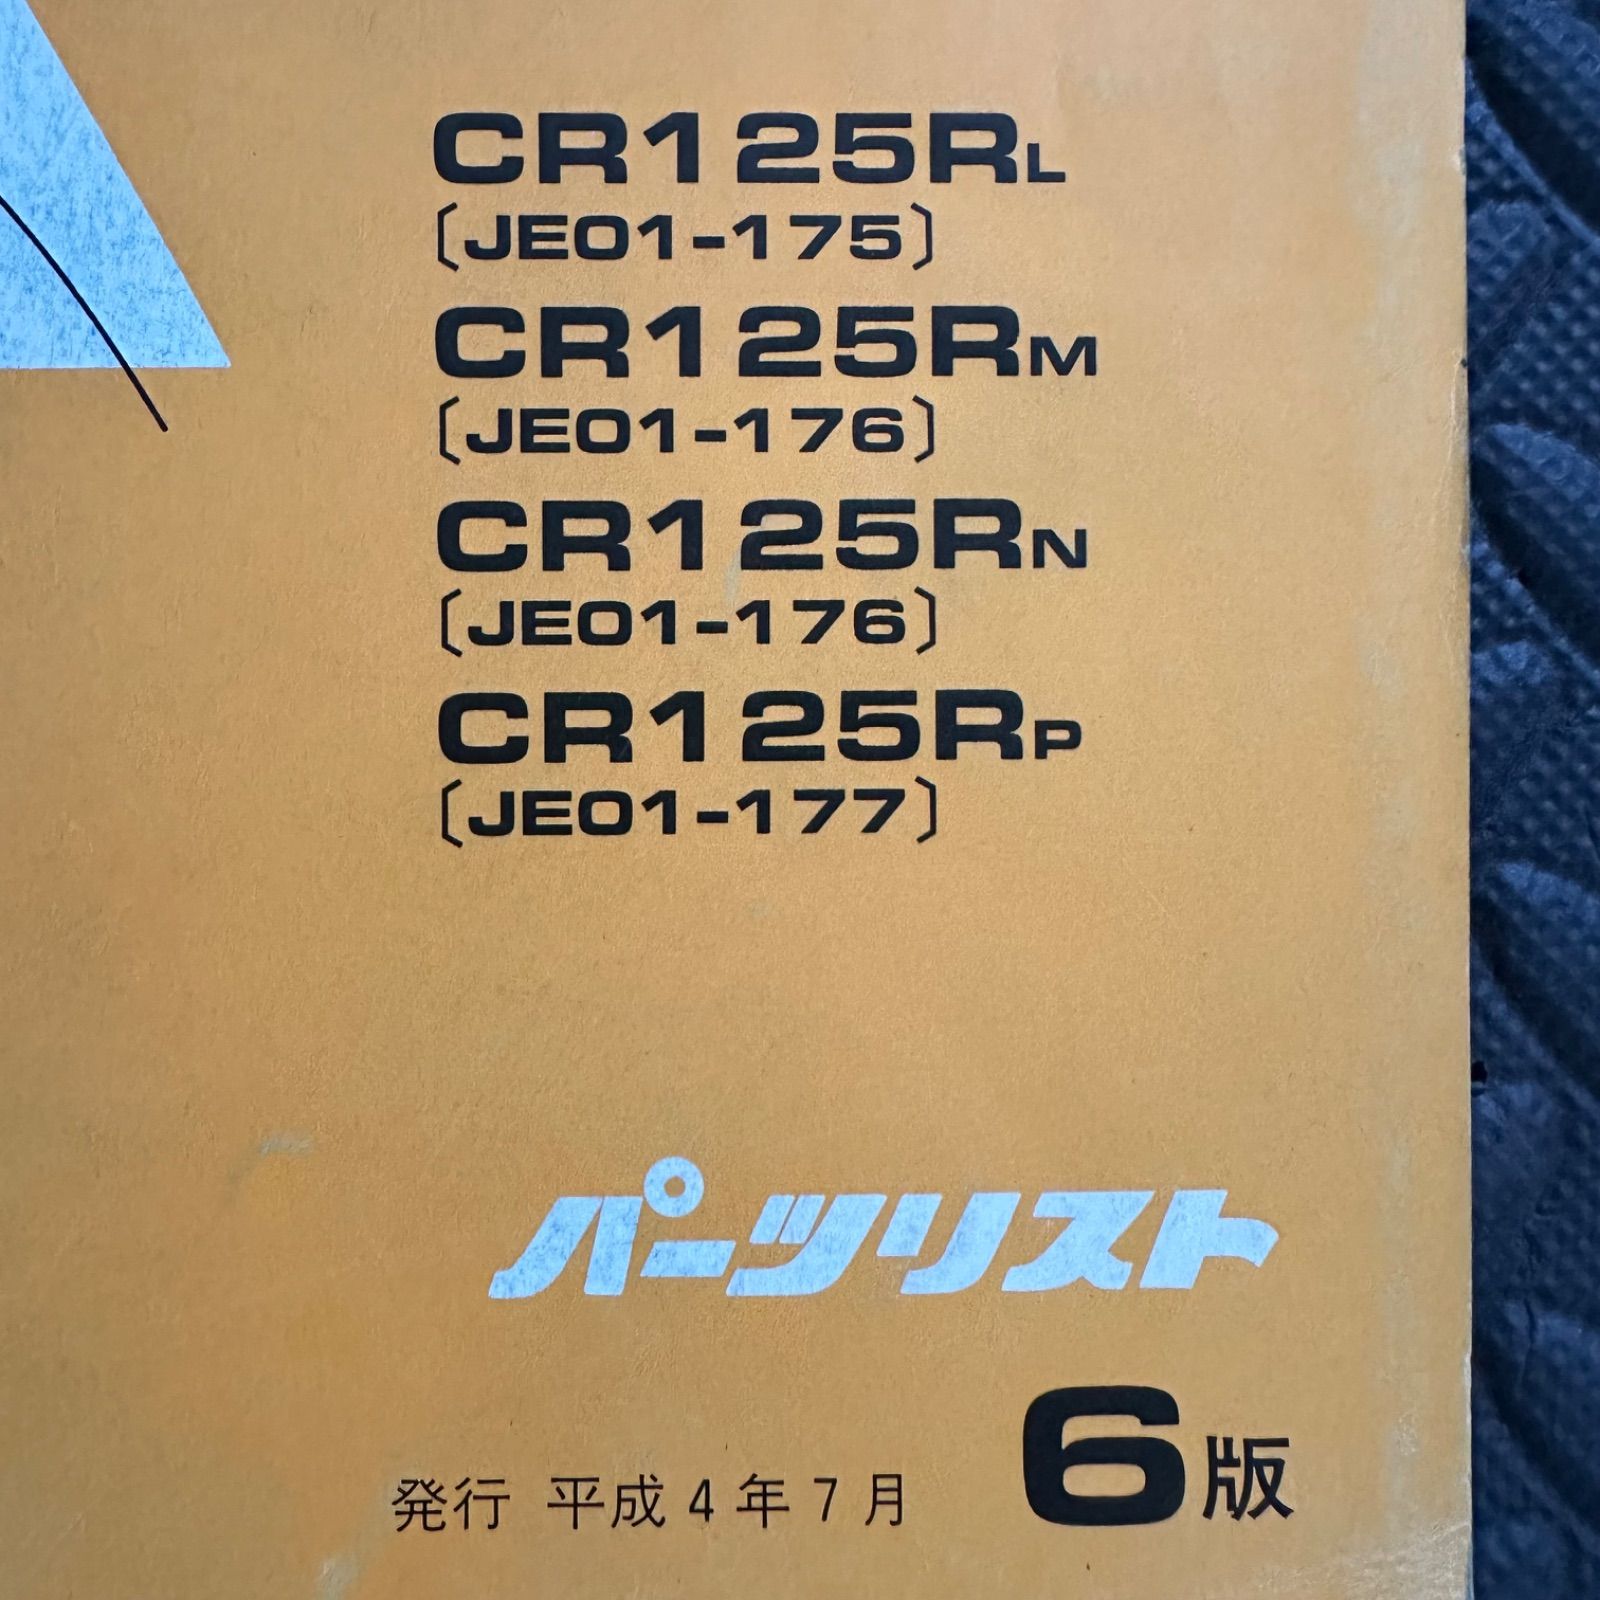 CR125RL
〔JE01-175〕
CR125RM
〔JE01-176〕
CR125RN
〔JE01-176〕
CR125RP
〔JE01-177〕
パーツリスト
発行 平成4年7月 6版